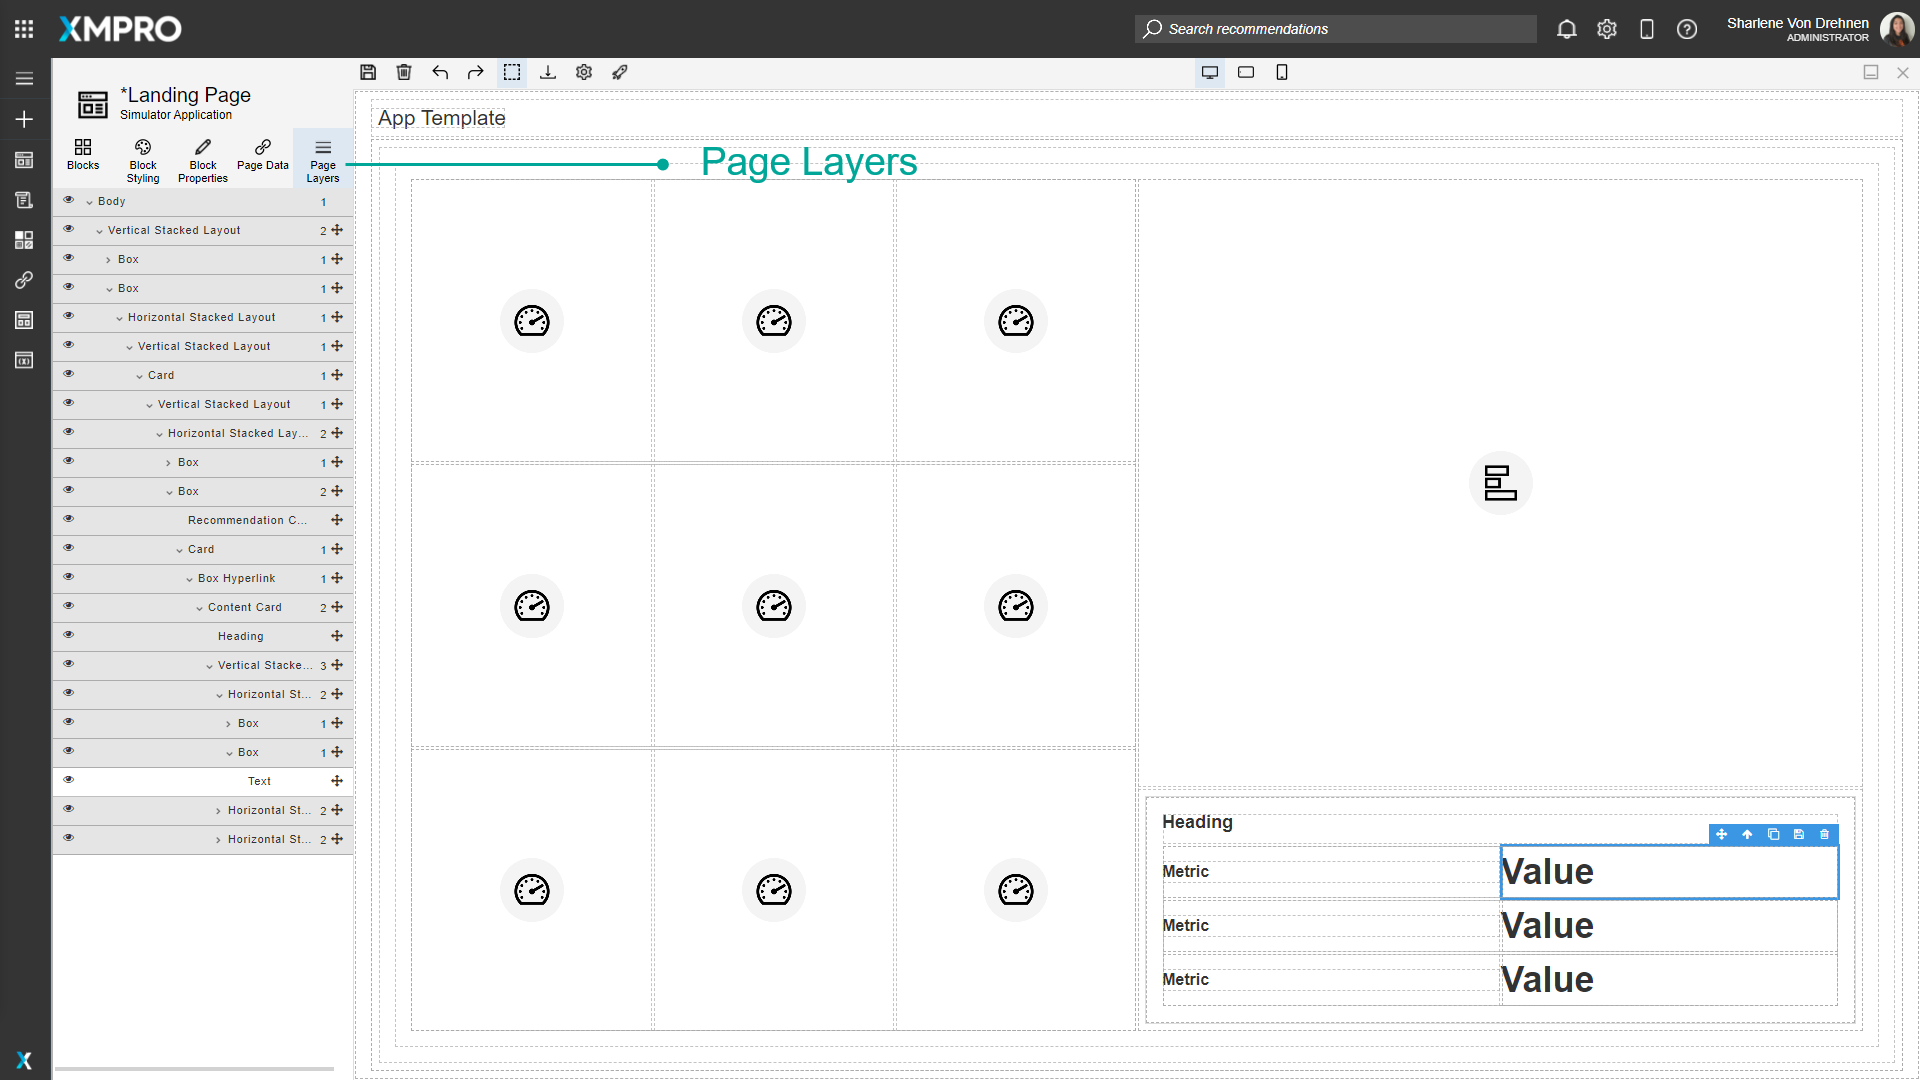 XMPRO
Search recommendations
Sharlene Von Drehnen
ADMINISTRATOR
*Landing Page
Simulator Application
Blocks
Block
Styling
Block
Properties
Page Data
Page
Layers
Page Layers
App Template
Body 1
Vertical Stacked Layout 2
Box 1
Box 1
Horizontal Stacked Layout 1
Vertical Stacked Layout 1
Card 1
Vertical Stacked Layout 1
Horizontal Stacked Lay... 2
Box 1
Box 2
Recommendation C...
Card 1
Box Hyperlink 1
Content Card 2
Heading
Vertical Stacke... 3
Horizontal St... 2
Box 1
Box 1
Text
Horizontal St... 2
Horizontal St... 2
Heading
Metric Value
Metric Value
Metric Value